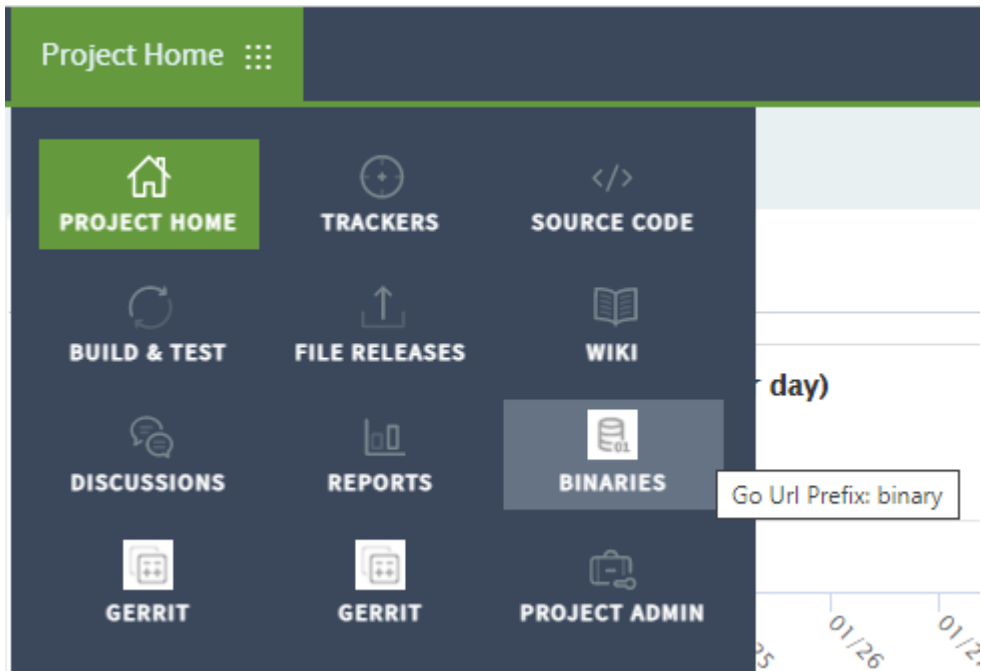 Project Home
PROJECT HOME
TRACKERS
</>
SOURCE CODE
BUILD & TEST
FILE RELEASES
WIKI
day)
DISCUSSIONS
REPORTS
01
BINARIES
Go Url Prefix: binary
GERRIT
GERRIT
PROJECT ADMIN
01/26